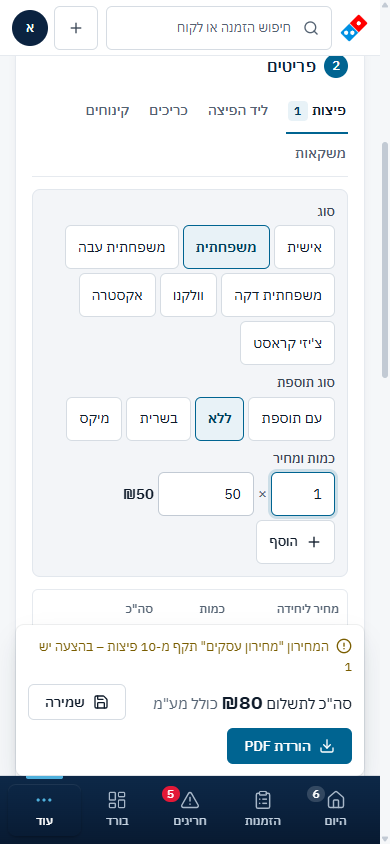 חיפוש הזמנה או לקוח
א
2 פריטים
פיצות 1 ליד הפיצה כריכים קינוחים
משקאות
סוג
אישית משפחתית משפחתית עבה
משפחתית דקה וולקנו אקסטרה
צ'יזי קראסט
סוג תוספת
עם תוספת ללא בשרית מיקס
כמות ומחיר
1 × 50 ₪50
הוסף
מחיר ליחידה כמות סה"כ
המחירון "מחירון עסקים" תקף מ-10 פיצות – בהצעה יש
1
סה"כ לתשלום ₪80 כולל מע"מ
שמירה
הורדת PDF
היום 6
הזמנות
חריגים 5
בורד
עוד